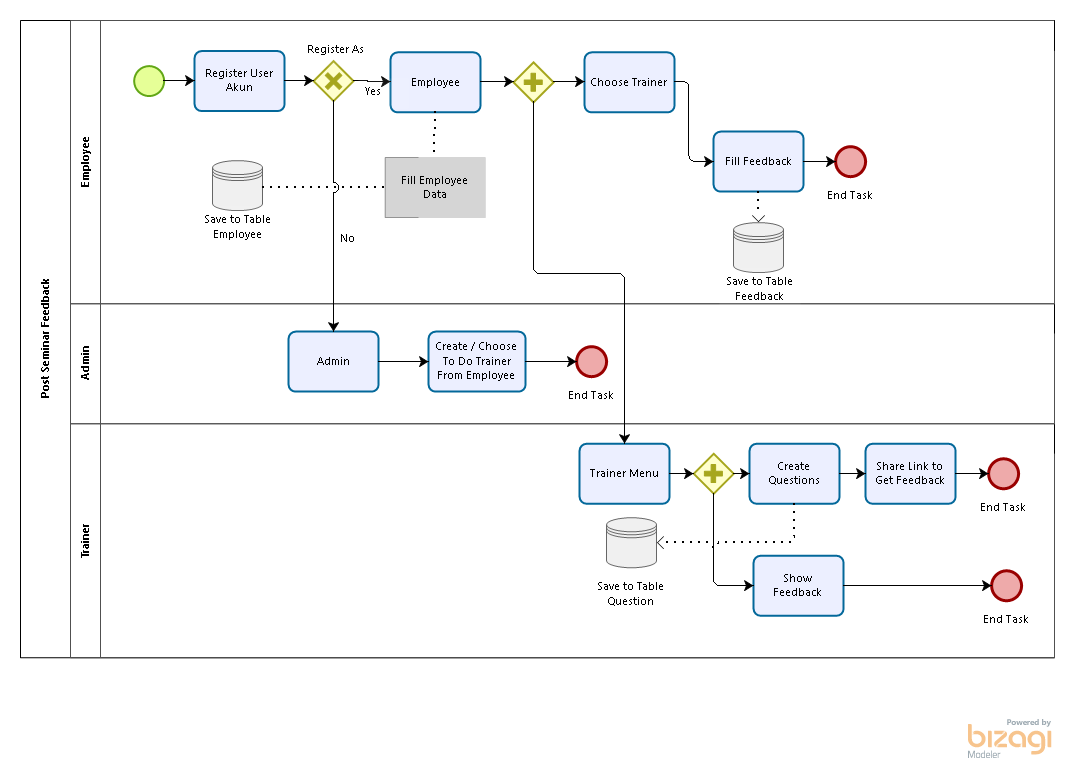 Post Seminar Feedback
Employee
Register As
Register User
Akun
Yes
Employee
Choose Trainer
Fill Feedback
End Task
Fill Employee
Data
Save to Table
Employee
No
Save to Table
Feedback
Admin
Admin
Create / Choose
To Do Trainer
From Employee
End Task
Trainer
Trainer Menu
Create
Questions
Share Link to
Get Feedback
End Task
Save to Table
Question
Show
Feedback
End Task
Powered by
bizagi
Modeler